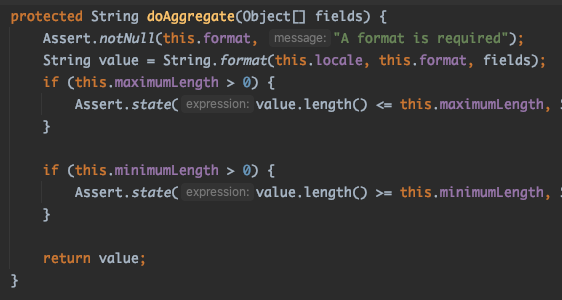 protected String doAggregate(Object[] fields) {
Assert.notNull(this.format, message: "A format is required");
String value = String.format(this.locale, this.format, fields);
if (this.maximumLength > 0) {
Assert.state( expression: value.length() <= this.maximumLength,
}
if (this.minimumLength > 0) {
Assert.state( expression: value.length() >= this.minimumLength,
}
return value;
}